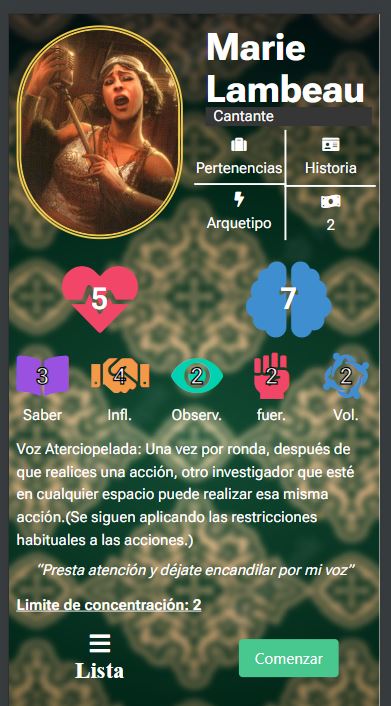 Marie
Lambeau
Cantante
Pertenencias
Historia
Arquetipo
2
5
7
3
4
2
2
2
Saber
Infl.
Observ.
fuer.
Vol.
Voz Aterciopelada: Una vez por ronda, después de
que realices una acción, otro investigador que esté
en cualquier espacio puede realizar esa misma
acción.(Se siguen aplicando las restricciones
habituales a las acciones.)
“Presta atención y déjate encandilar por mi voz”
Limite de concentración: 2
Lista
Comenzar